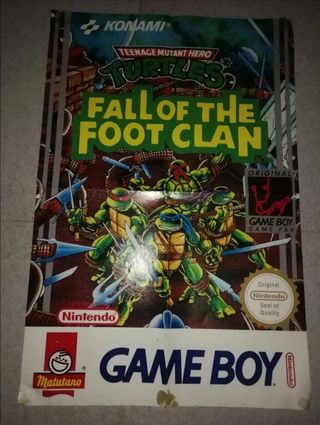 KONAMI
TEENAGE MUTANT HERO
TURTLES
FALL OF THE
FOOT CLAN
ORIGINAL
GAME BOY
GAME PAK
Original
Nintendo
Seal of
Quality
Nintendo
Matutano
GAME BOY
Nintendo